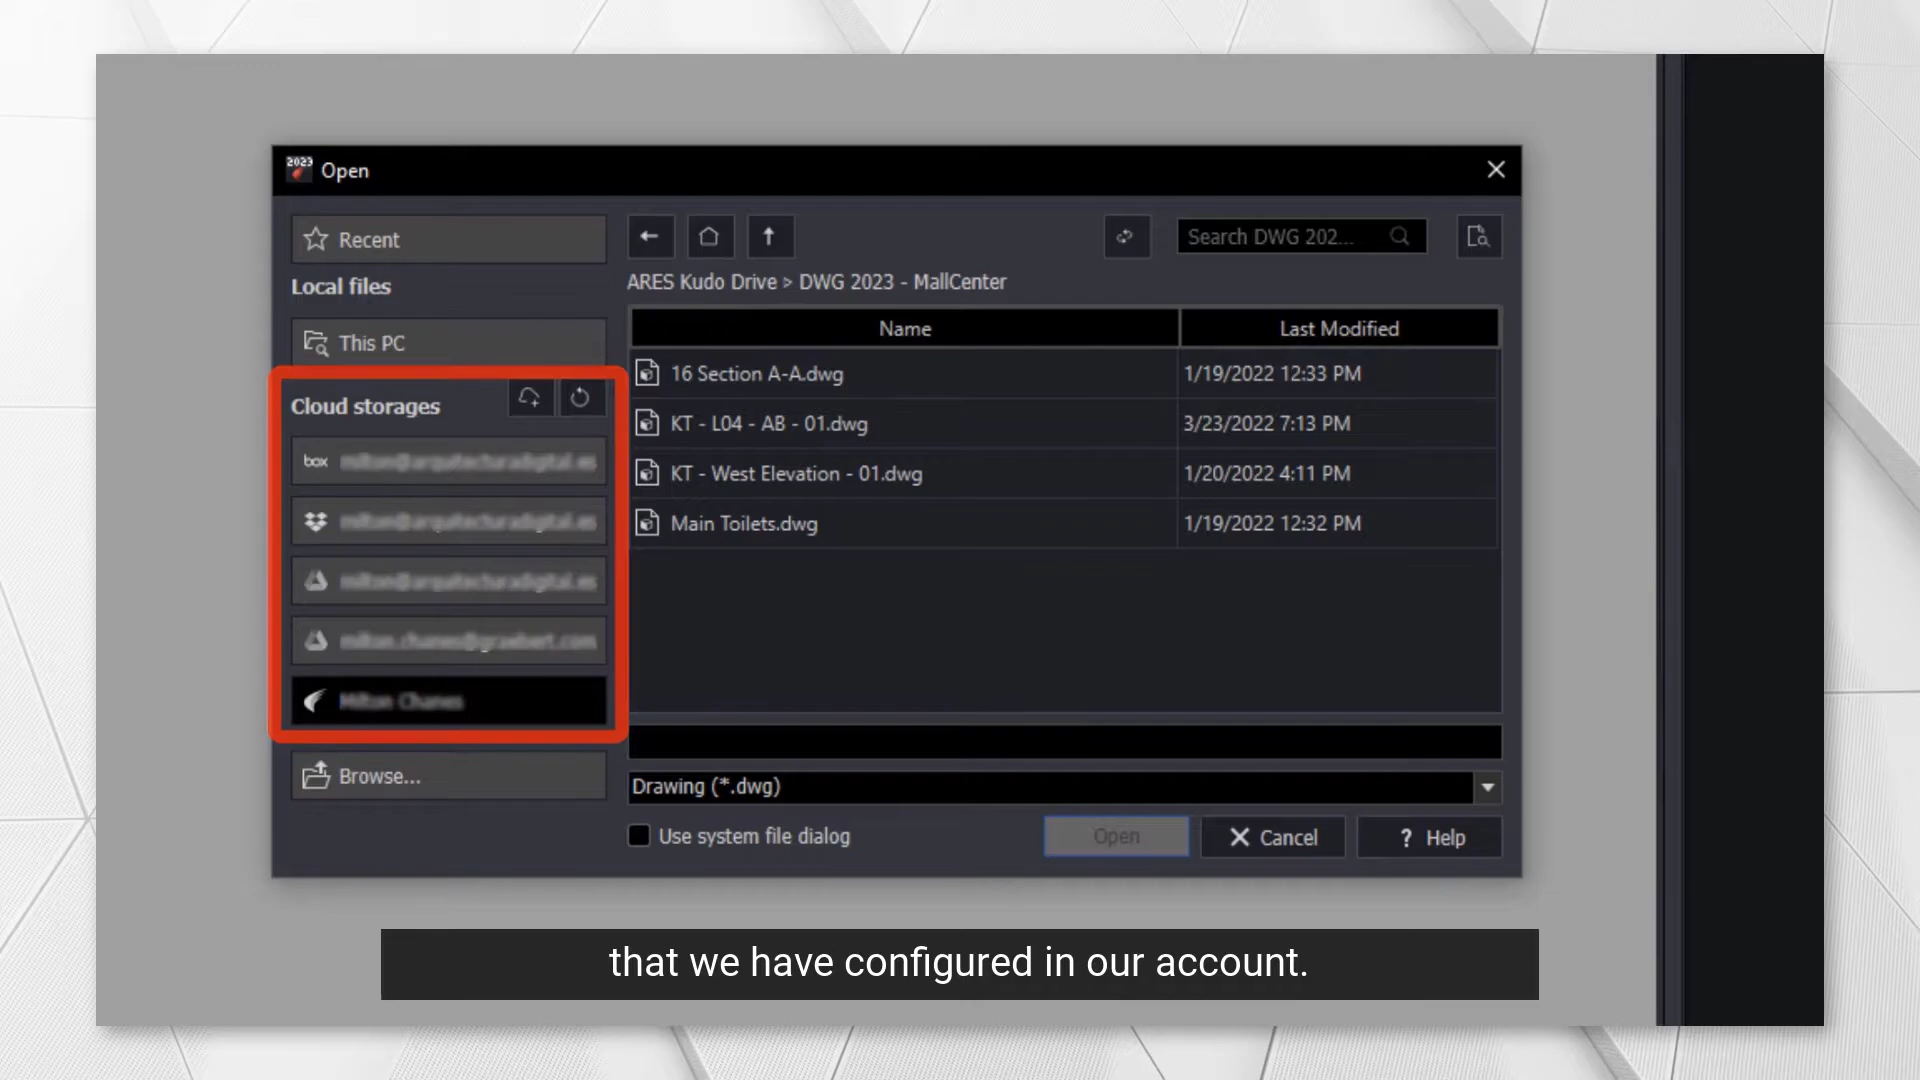 2023
Open
Recent
Local files
This PC
Cloud storages
box
Browse...
Search DWG 202...
ARES Kudo Drive > DWG 2023 - MallCenter
Name Last Modified
16 Section A-A.dwg 1/19/2022 12:33 PM
KT - L04 - AB - 01.dwg 3/23/2022 7:13 PM
KT - West Elevation - 01.dwg 1/20/2022 4:11 PM
Main Toilets.dwg 1/19/2022 12:32 PM
Drawing (*.dwg)
Use system file dialog
Open
Cancel
? Help
that we have configured in our account.